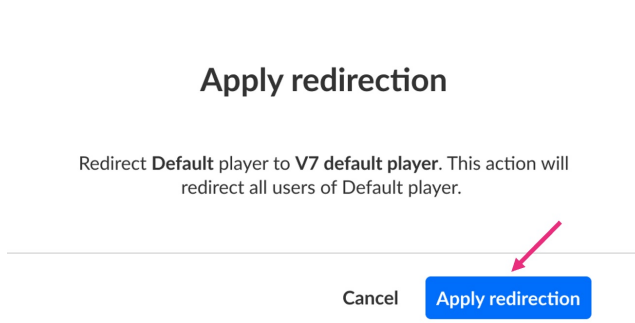 Apply redirection
Redirect Default player to V7 default player. This action will
redirect all users of Default player.
Cancel
Apply redirection